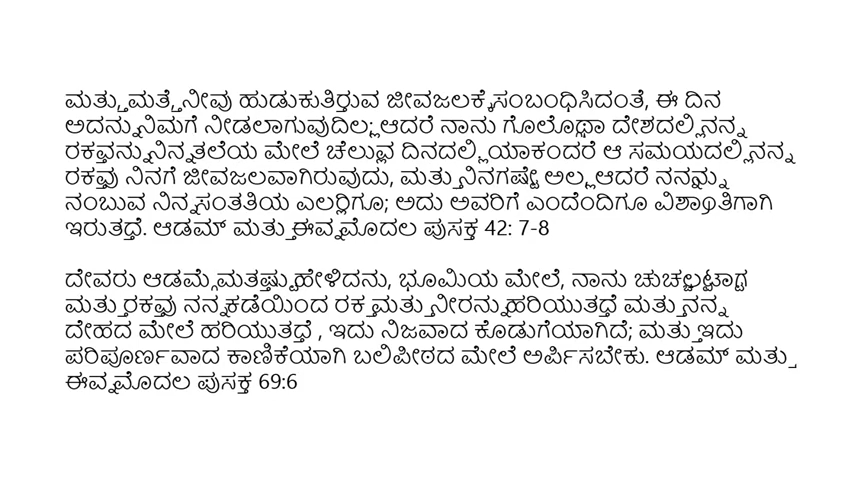 ಮತ್ತು ಮತ್ತೆ ನೀವು ಹುಡುಕುತ್ತಿರುವ ಜೀವಜಲಕ್ಕೆ ಸಂಬಂಧಿಸಿದಂತೆ, ಈ ದಿನ
ಅದನ್ನು ನಿಮಗೆ ನೀಡಲಾಗುವುದಿಲ್ಲ; ಆದರೆ ನಾನು ಗೊಲೊಗ್ಥಾ ದೇಶದಲ್ಲಿ ನನ್ನ
ರಕ್ತವನ್ನು ನಿನ್ನ ತಲೆಯ ಮೇಲೆ ಚೆಲ್ಲುವ ದಿನದಲ್ಲಿ. ಯಾಕಂದರೆ ಆ ಸಮಯದಲ್ಲಿ ನನ್ನ
ರಕ್ತವು ನಿನಗೆ ಜೀವಜಲವಾಗಿರುವುದು, ಮತ್ತು ನಿನಗಷ್ಟೇ ಅಲ್ಲ, ಆದರೆ ನನ್ನನ್ನು
ನಂಬುವ ನಿನ್ನ ಸಂತತಿಯ ಎಲ್ಲರಿಗೂ; ಅದು ಅವರಿಗೆ ಎಂದೆಂದಿಗೂ ವಿಶ್ರಾಂತಿಗಾಗಿ
ಇರುತ್ತದೆ. ಆಡಮ್ ಮತ್ತು ಈವ್ನ ಮೊದಲ ಪುಸ್ತಕ 42: 7-8
ದೇವರು ಆಡಮ್ಗೆ ಮತ್ತಷ್ಟು ಹೇಳಿದನು, ಭೂಮಿಯ ಮೇಲೆ, ನಾನು ಚುಚ್ಚಲ್ಪಟ್ಟಾಗ
ಮತ್ತು ರಕ್ತವು ನನ್ನ ಕಡೆಯಿಂದ ರಕ್ತ ಮತ್ತು ನೀರನ್ನು ಹರಿಯುತ್ತದೆ ಮತ್ತು ನನ್ನ
ದೇಹದ ಮೇಲೆ ಹರಿಯುತ್ತದೆ , ಇದು ನಿಜವಾದ ಕೊಡುಗೆಯಾಗಿದೆ; ಮತ್ತು ಇದು
ಪರಿಪೂರ್ಣವಾದ ಕಾಣಿಕೆಯಾಗಿ ಬಲಿಪೀಠದ ಮೇಲೆ ಅರ್ಪಿಸಬೇಕು. ಆಡಮ್ ಮತ್ತು
ಈವ್ನ ಮೊದಲ ಪುಸ್ತಕ 69:6